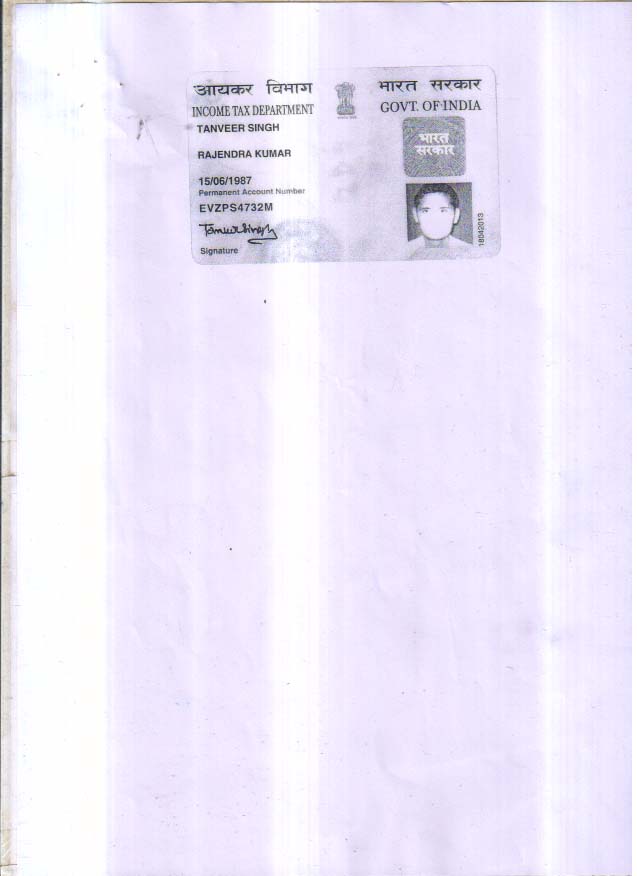 आयकर विभाग
INCOME TAX DEPARTMENT
भारत सरकार
GOVT. OF INDIA
TANVEER SINGH
RAJENDRA KUMAR
15/06/1987
Permanent Account Number
EVZPS4732M
Tanveer Singh
Signature
भारत
सरकार
18042013